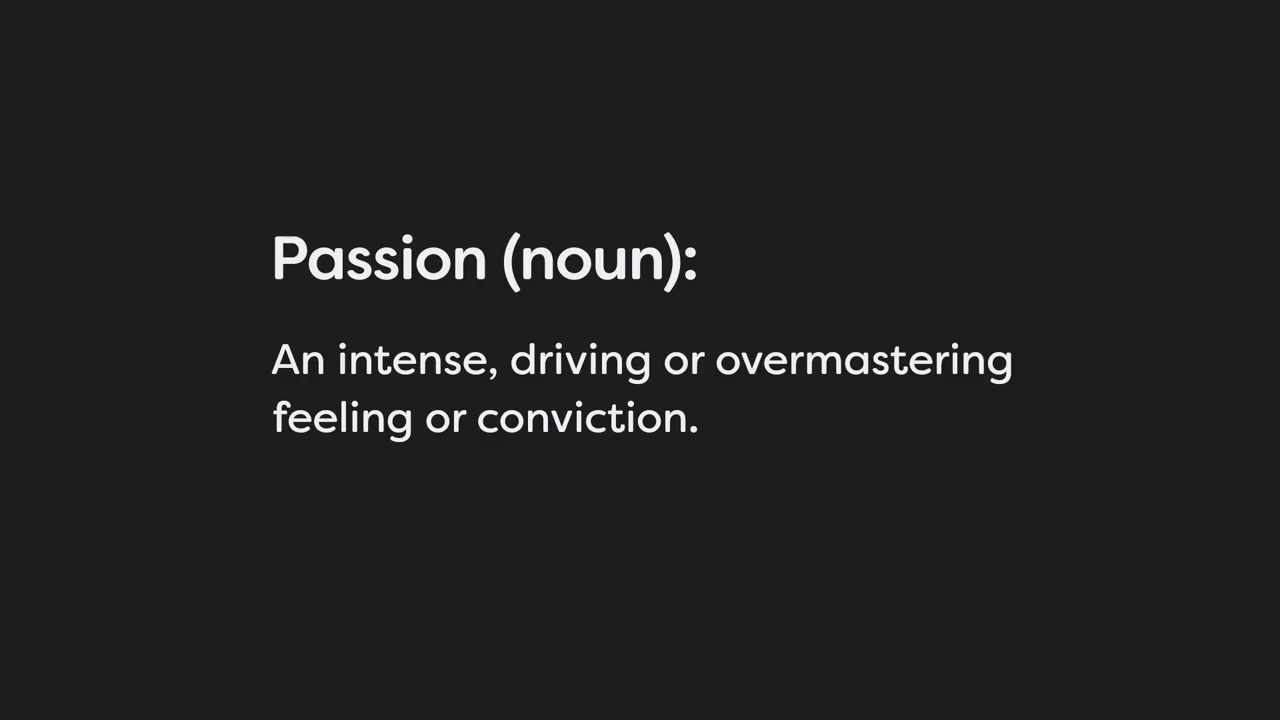 Passion (noun):
An intense, driving or overmastering
feeling or conviction.